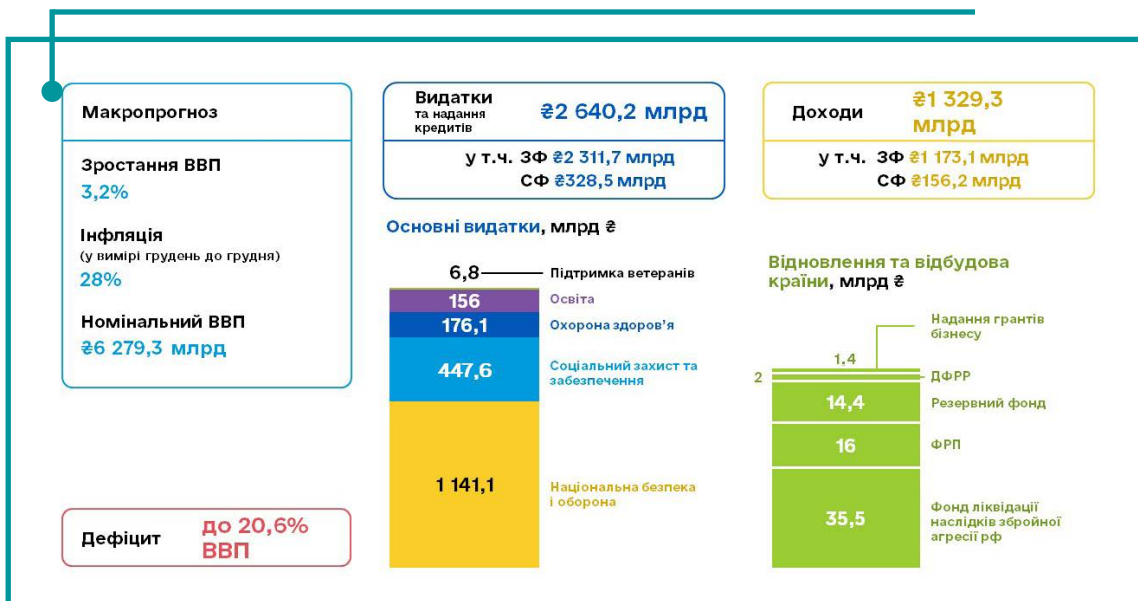 Макропрогноз
Зростання ВВП
3,2%
Інфляція
(у вимірі грудень до грудня)
28%
Номінальний ВВП
₴6 279,3 млрд
Дефіцит
до 20,6%
ВВП
Видатки
та надання
кредитів
₴2 640,2 млрд
у т.ч. ЗФ ₴2 311,7 млрд
СФ ₴328,5 млрд
Основні видатки, млрд ₴
6,8
Підтримка ветеранів
156
Освіта
176,1
Охорона здоров’я
447,6
Соціальний захист та
забезпечення
1 141,1
Національна безпека
і оборона
Доходи
₴1 329,3
млрд
у т.ч. ЗФ ₴1 173,1 млрд
СФ ₴156,2 млрд
Відновлення та відбудова
країни, млрд ₴
Надання грантів
бізнесу
1,4
2
ДФРР
14,4
Резервний фонд
16
ФРП
35,5
Фонд ліквідації
наслідків збройної
агресії рф